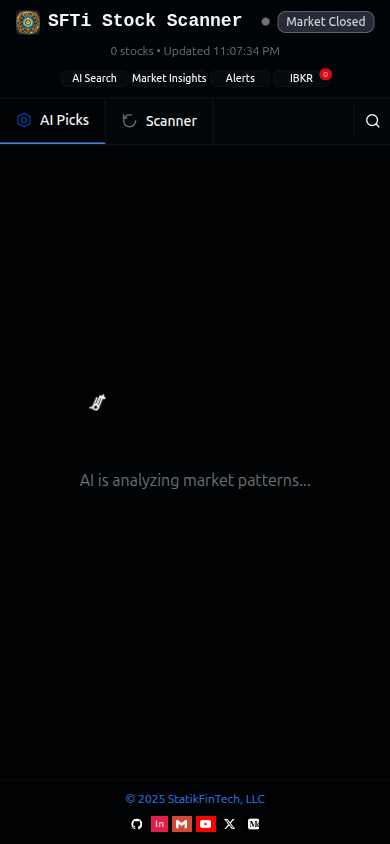 SFTi Stock Scanner
Market Closed
0 stocks • Updated 11:07:34 PM
AI Search Market Insights Alerts IBKR 0
AI Picks Scanner
AI is analyzing market patterns...
© 2025 StatikFinTech, LLC